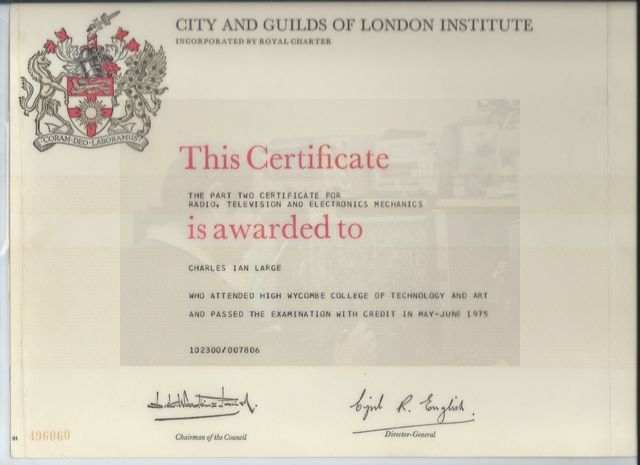 CITY AND GUILDS OF LONDON INSTITUTE
INCORPORATED BY ROYAL CHARTER
CORAM·DEO·LABORAMUS
This Certificate
THE PART TWO CERTIFICATE FOR
RADIO, TELEVISION AND ELECTRONICS MECHANICS
is awarded to
CHARLES IAN LARGE
WHO ATTENDED HIGH WYCOMBE COLLEGE OF TECHNOLOGY AND ART
AND PASSED THE EXAMINATION WITH CREDIT IN MAY-JUNE 1975
102300/007806
Cyril R. English.
Chairman of the Council
Director-General
01 496060